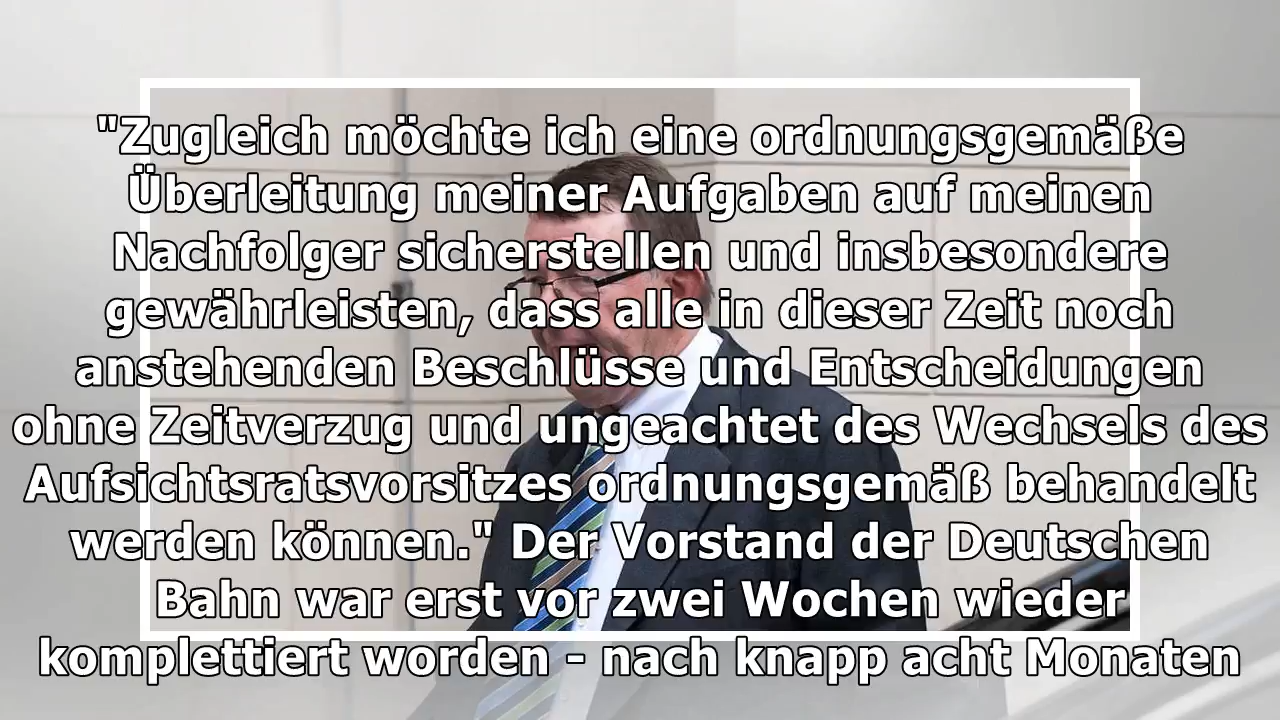 "Zugleich möchte ich eine ordnungsgemäße
Überleitung meiner Aufgaben auf meinen
Nachfolger sicherstellen und insbesondere
gewährleisten, dass alle in dieser Zeit noch
anstehenden Beschlüsse und Entscheidungen
ohne Zeitverzug und ungeachtet des Wechsels des
Aufsichtsratsvorsitzes ordnungsgemäß behandelt
werden können." Der Vorstand der Deutschen
Bahn war erst vor zwei Wochen wieder
komplettiert worden - nach knapp acht Monaten